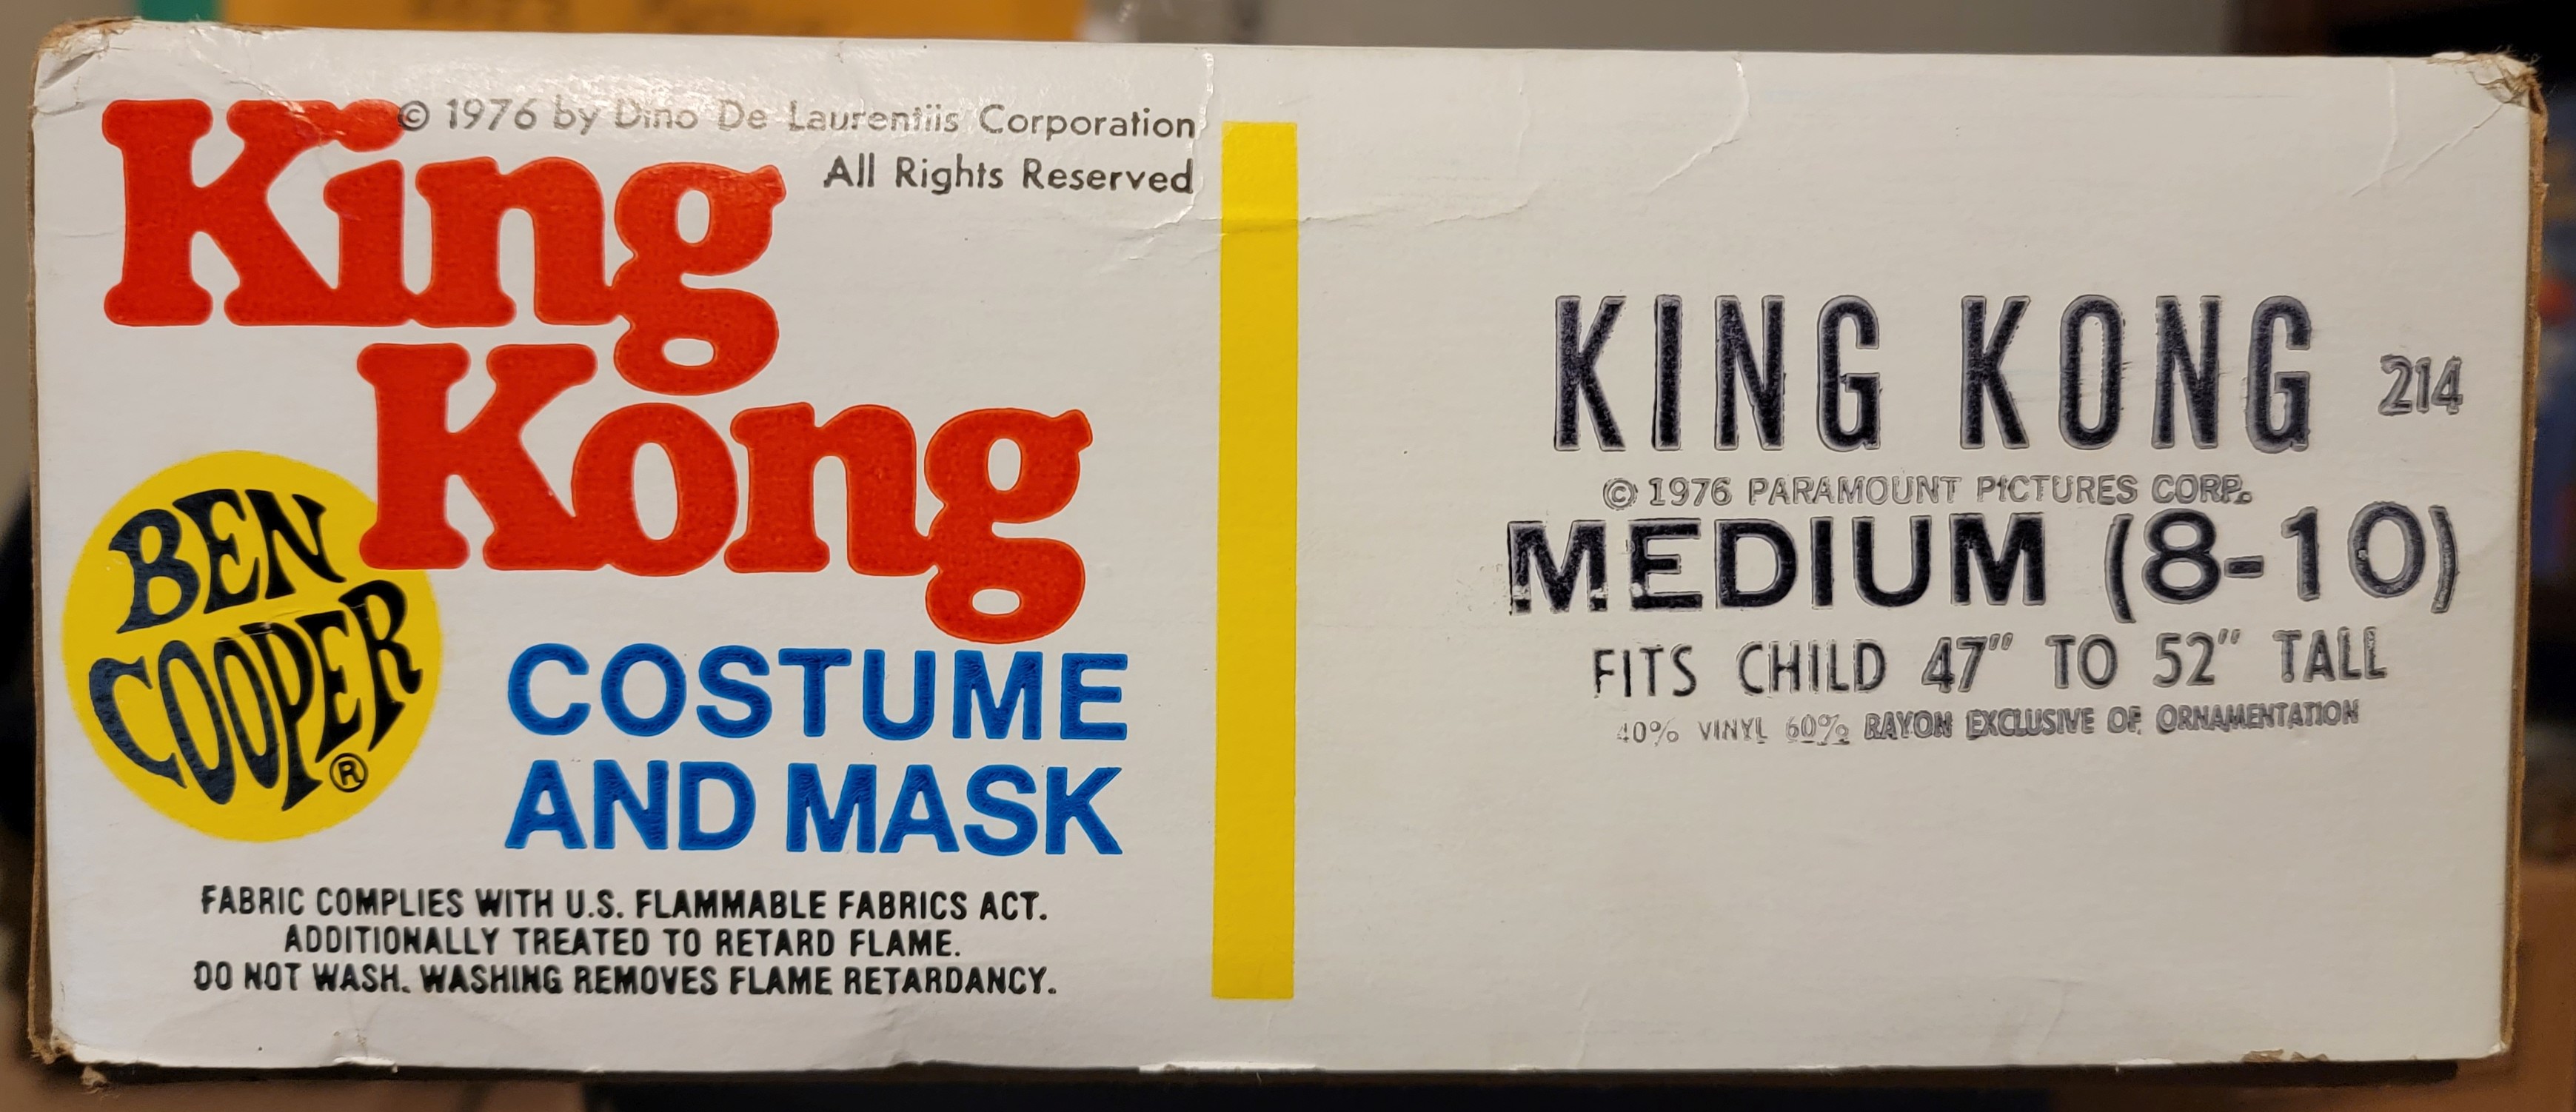 © 1976 by Dino De Laurentiis Corporation
All Rights Reserved
King
Kong
BEN
COOPER
®
COSTUME
AND MASK
FABRIC COMPLIES WITH U.S. FLAMMABLE FABRICS ACT.
ADDITIONALLY TREATED TO RETARD FLAME.
DO NOT WASH. WASHING REMOVES FLAME RETARDANCY.
KING KONG 214
© 1976 PARAMOUNT PICTURES CORP.
MEDIUM (8-10)
FITS CHILD 47" TO 52" TALL
40% VINYL 60% RAYON EXCLUSIVE OF ORNAMENTATION